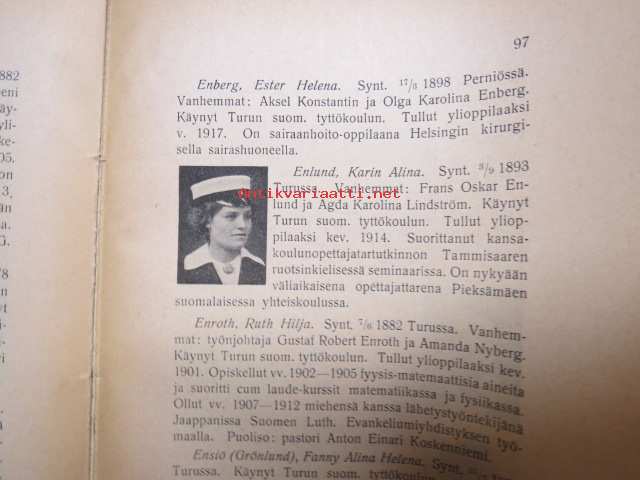 97
Enberg, Ester Helena. Synt. 17/8 1898 Perniössä.
Vanhemmat: Aksel Konstantin ja Olga Karolina Enberg.
Käynyt Turun suom. tyttökoulun. Tullut ylioppilaaksi
v. 1917. On sairaanhoito-oppilaana Helsingin kirurgi-
sella sairashuoneella.
Enlund, Karin Alina. Synt. 3/9 1893
Turussa. Vanhemmat: Frans Oskar En-
lund ja Agda Karolina Lindström. Käynyt
Turun suom. tyttökoulun. Tullut yliop-
pilaaksi kev. 1914. Suorittanut kansa-
koulunopettajatartutkinnon Tammisaaren
ruotsinkielisessä seminaarissa. On nykyään
väliaikaisena opettajattarena Pieksämäen
suomalaisessa yhteiskoulussa.
Enroth, Ruth Hilja. Synt. 7/6 1882 Turussa. Vanhem-
mat: työnjohtaja Gustaf Robert Enroth ja Amanda Nyberg.
Käynyt Turun suom. tyttökoulun. Tullut ylioppilaaksi kev.
1901. Opiskellut vv. 1902—1905 fyysis-matemaattisia aineita
ja suoritti cum laude-kurssit matematiikassa ja fysiikassa.
Ollut vv. 1907—1912 miehensä kanssa lähetystyöntekijänä
Jaappanissa Suomen Luth. Evankeliumiyhdistyksen työ-
maalla. Puoliso: pastori Anton Einari Koskenniemi.
Ensiö (Grönlund), Fanny Alina Helena. Synt.
Turussa. Käynyt Turun suom. tyttökoulun
antikvariaatti.net